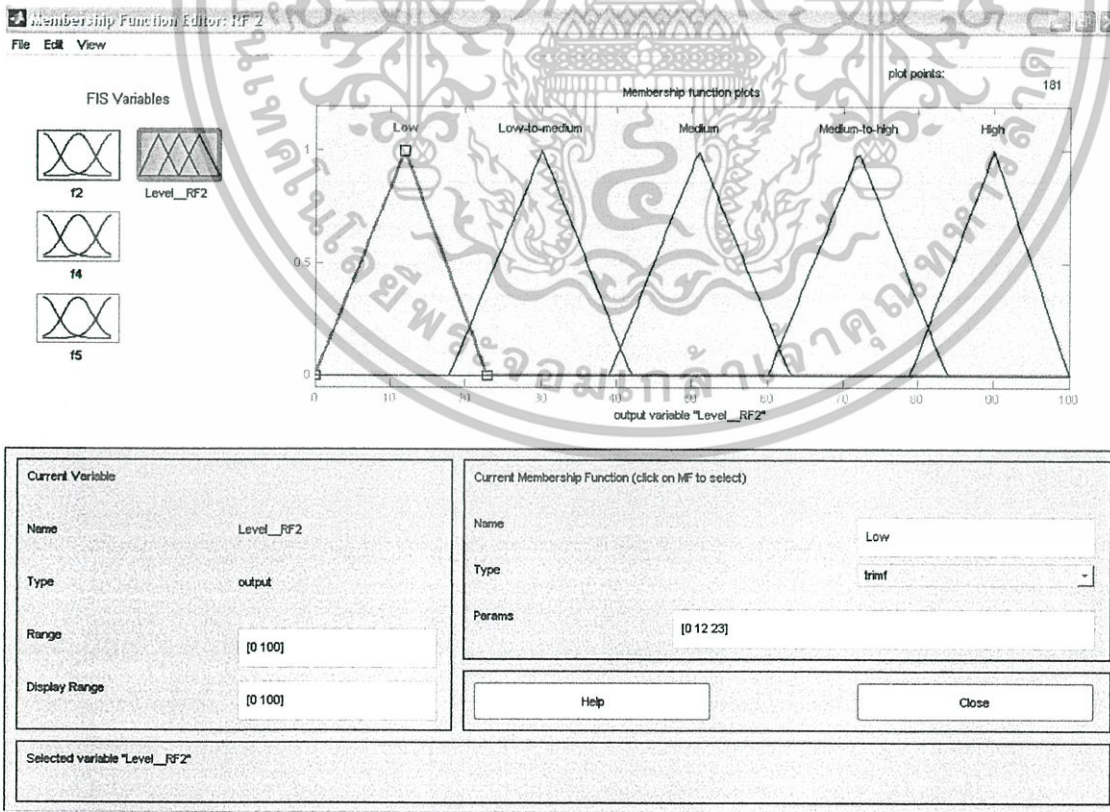 Membership Function Editor: RF 2
File Edit View
FIS Variables
f2
Level__RF2
f4
f5
plot points:
181
Membership function plots
Low
Low-to-medium
Medium
Medium-to-high
High
1
0.5
0
0 10 20 30 40 50 60 70 80 90 100
output variable "Level__RF2"
Current Variable
Name
Level__RF2
Type
output
Range
[0 100]
Display Range
[0 100]
Current Membership Function (click on MF to select)
Name
Low
Type
trimf
Params
[0 12 23]
Help
Close
Selected variable "Level__RF2"